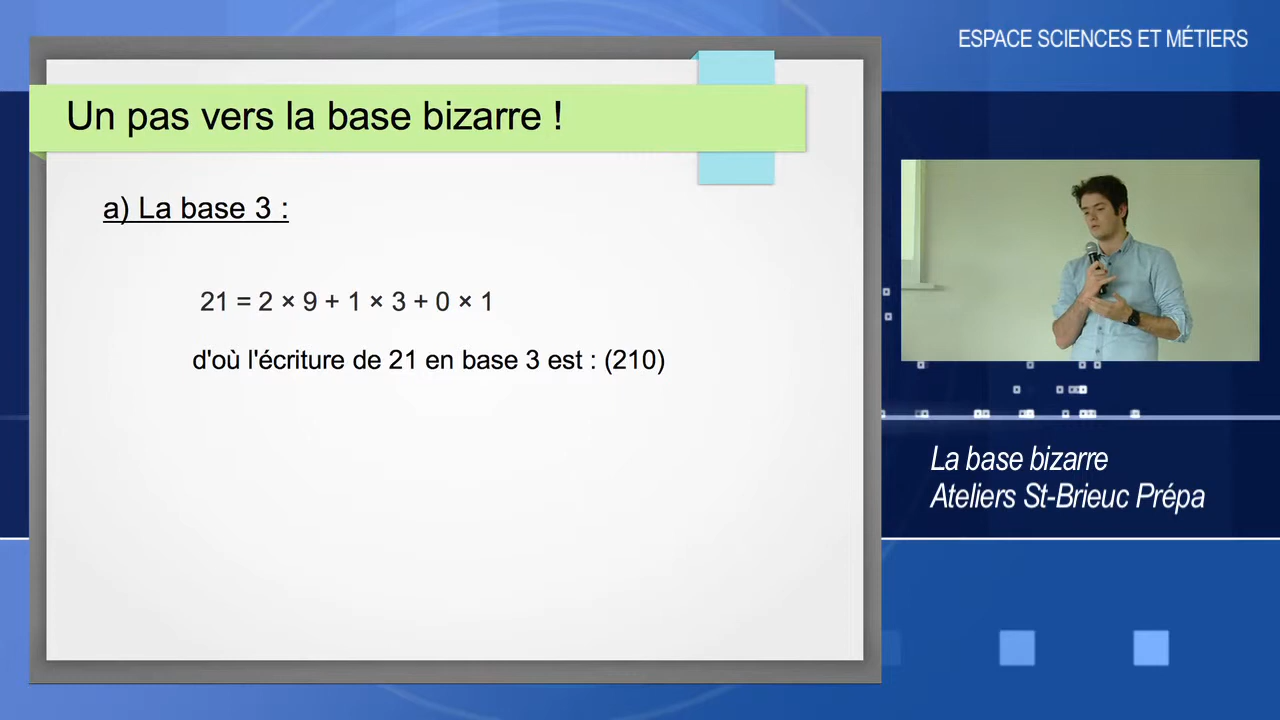 ESPACE SCIENCES ET MÉTIERS
Un pas vers la base bizarre !
a) La base 3 :
21 = 2 × 9 + 1 × 3 + 0 × 1
d'où l'écriture de 21 en base 3 est : (210)
La base bizarre
Ateliers St-Brieuc Prépa